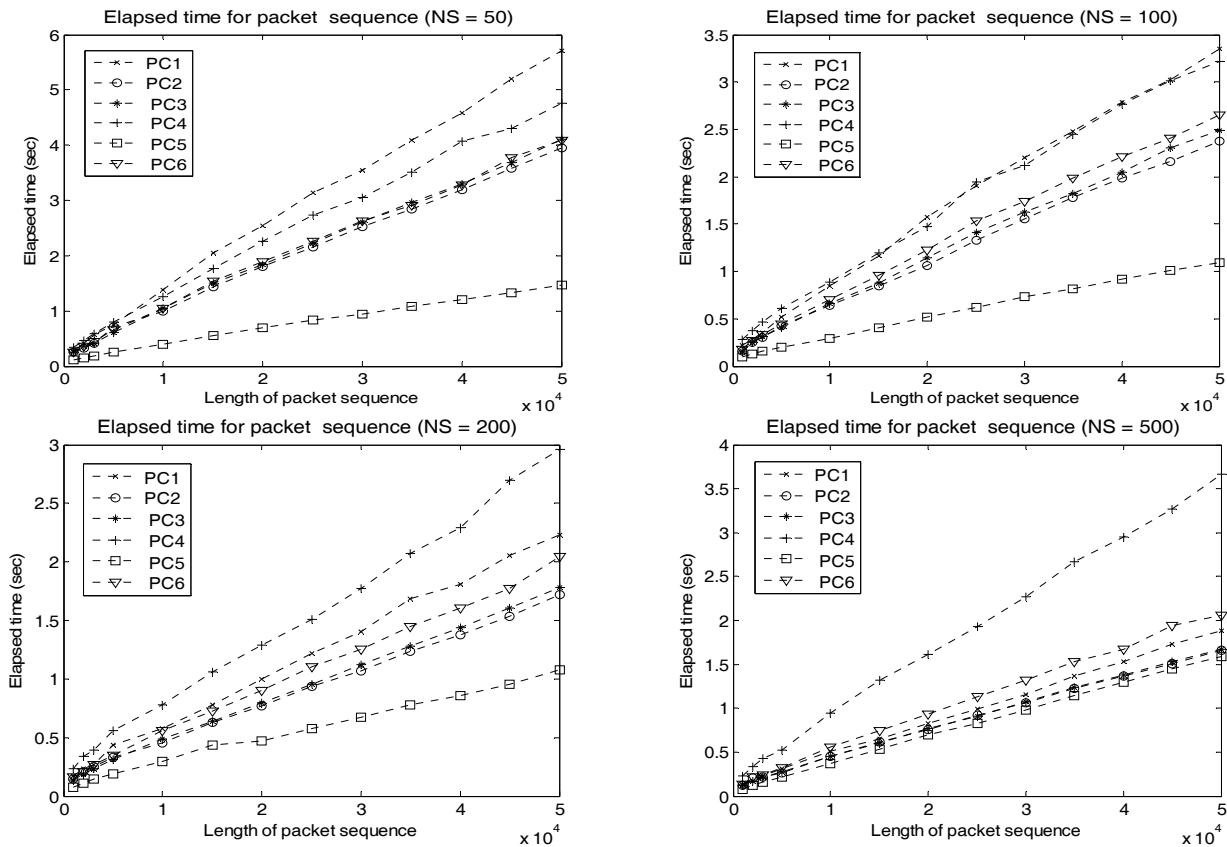 Elapsed time for packet sequence (NS = 50)
6
5
4
3
2
1
0
Elapsed time (sec)
PC1
PC2
PC3
PC4
PC5
PC6
0 1 2 3 4 5
x 10^4
Length of packet sequence
Elapsed time for packet sequence (NS = 100)
3.5
3
2.5
2
1.5
1
0.5
0
Elapsed time (sec)
PC1
PC2
PC3
PC4
PC5
PC6
0 1 2 3 4 5
x 10^4
Length of packet sequence
Elapsed time for packet sequence (NS = 200)
3
2.5
2
1.5
1
0.5
0
Elapsed time (sec)
PC1
PC2
PC3
PC4
PC5
PC6
0 1 2 3 4 5
x 10^4
Length of packet sequence
Elapsed time for packet sequence (NS = 500)
4
3.5
3
2.5
2
1.5
1
0.5
0
Elapsed time (sec)
PC1
PC2
PC3
PC4
PC5
PC6
0 1 2 3 4 5
x 10^4
Length of packet sequence